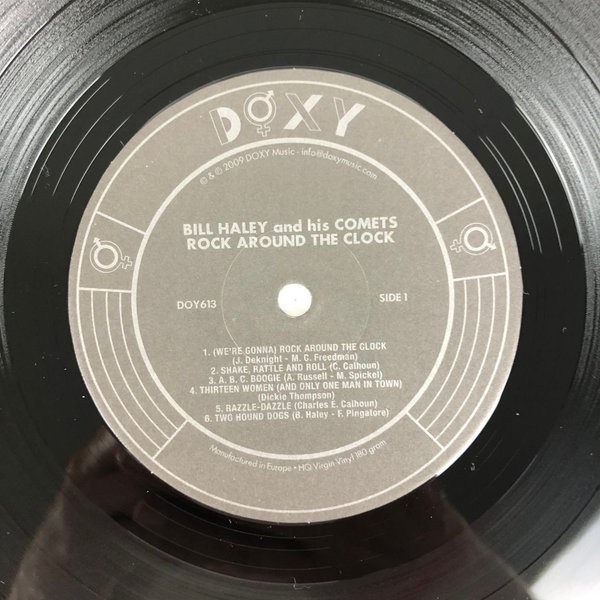 DOXY
© & ℗ 2009 DOXY Music - info@doxymusic.com
BILL HALEY and his COMETS
ROCK AROUND THE CLOCK
DOY613
SIDE 1
1. (WE'RE GONNA) ROCK AROUND THE CLOCK
(J. Deknight - M. C. Freedman)
2. SHAKE, RATTLE AND ROLL (C. Calhoun)
3. A. B. C. BOOGIE (A. Russell - M. Spickel)
4. THIRTEEN WOMEN (AND ONLY ONE MAN IN TOWN)
(Dickie Thompson)
5. RAZZLE-DAZZLE (Charles E. Calhoun)
6. TWO HOUND DOGS (B. Haley - F. Pingatore)
Manufactured in Europe • HQ Virgin Vinyl 180 gram